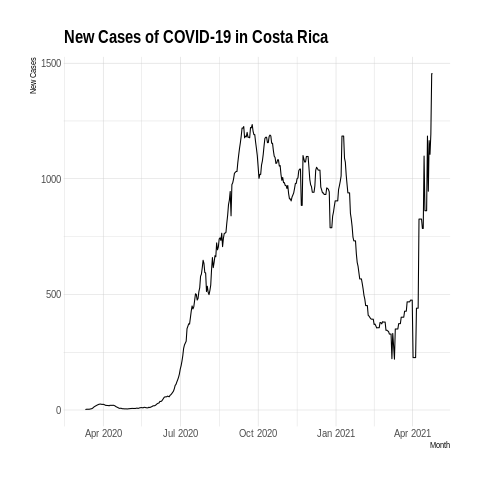 New Cases of COVID-19 in Costa Rica
New Cases
1500
1000
500
0
Apr 2020 Jul 2020 Oct 2020 Jan 2021 Apr 2021
Month